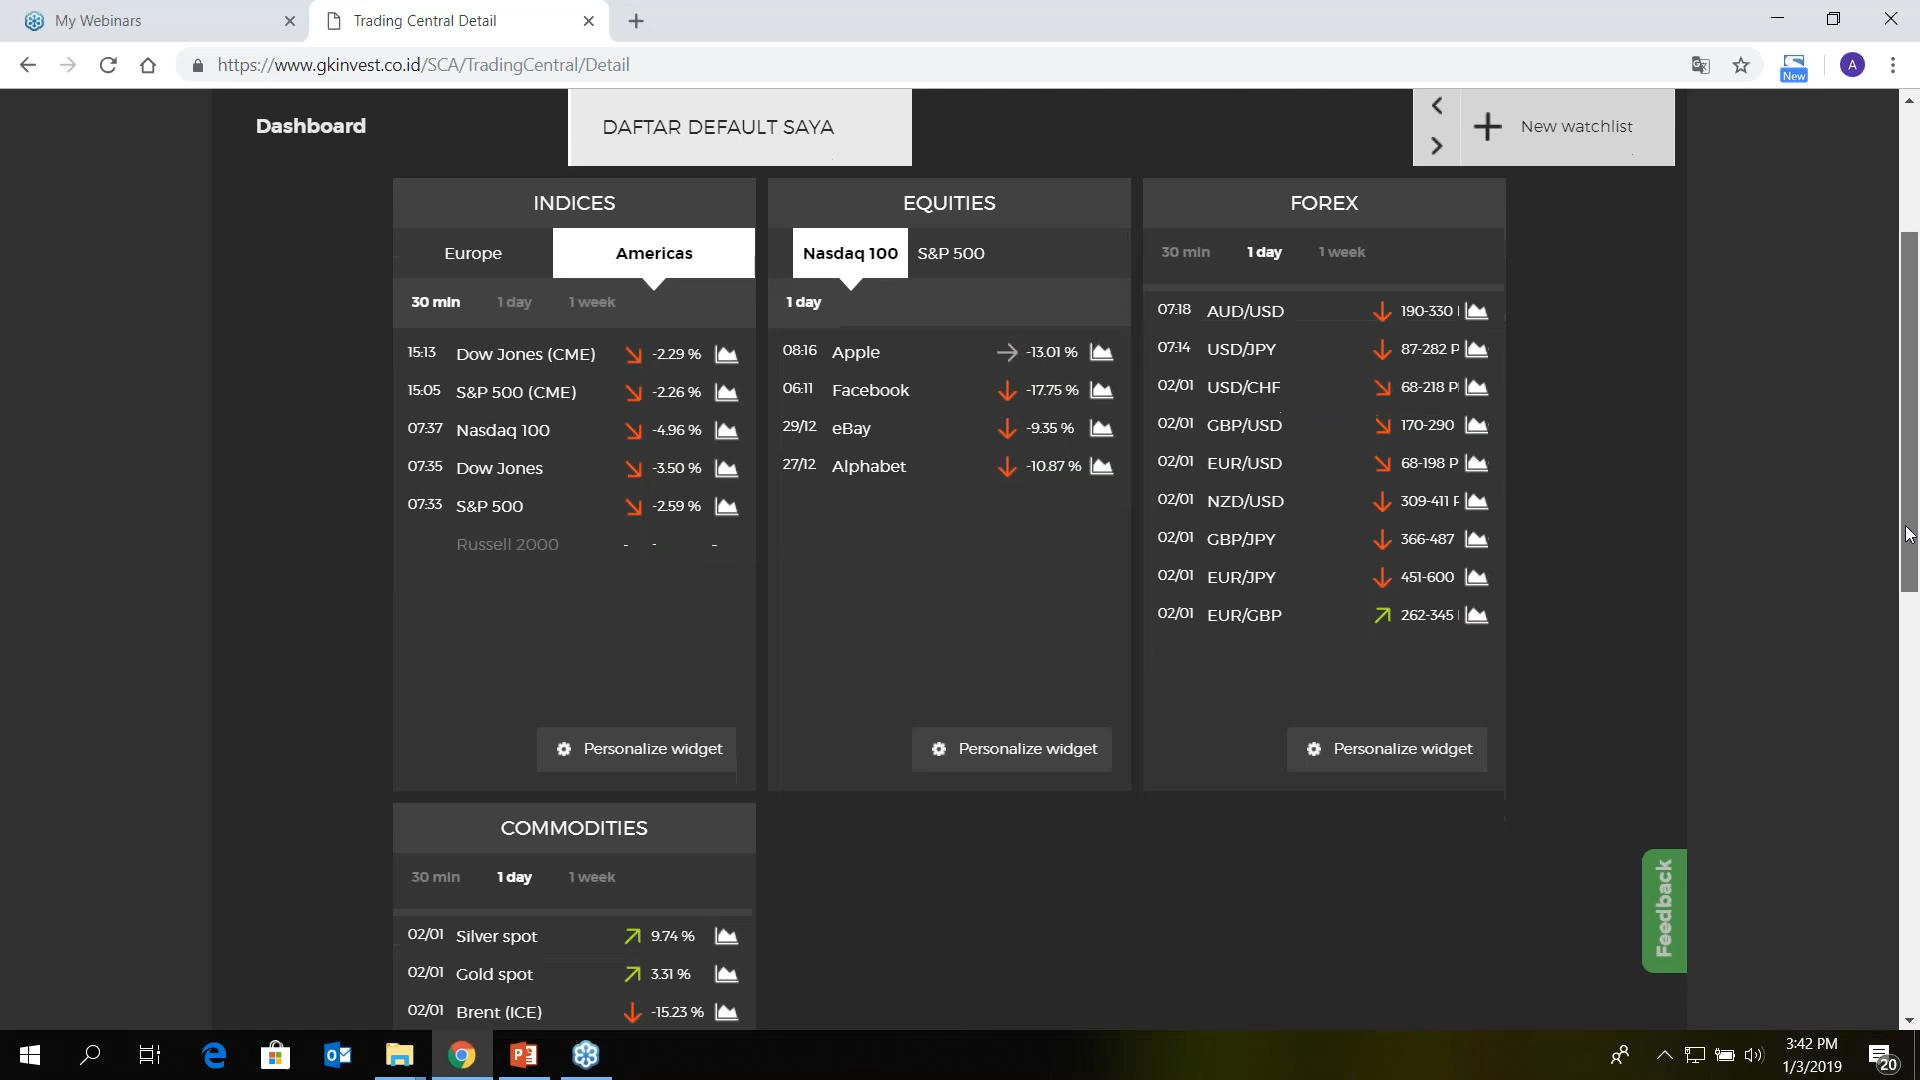 My Webinars
Trading Central Detail
https://www.gkinvest.co.id/SCA/TradingCentral/Detail
New
A
Dashboard
DAFTAR DEFAULT SAYA
New watchlist
INDICES
Europe
Americas
30 min
1 day
1 week
15:13 Dow Jones (CME) -2.29 %
15:05 S&P 500 (CME) -2.26 %
07:37 Nasdaq 100 -4.96 %
07:35 Dow Jones -3.50 %
07:33 S&P 500 -2.59 %
Russell 2000 - - -
Personalize widget
EQUITIES
Nasdaq 100
S&P 500
1 day
08:16 Apple -13.01 %
06:11 Facebook -17.75 %
29/12 eBay -9.35 %
27/12 Alphabet -10.87 %
Personalize widget
FOREX
30 min
1 day
1 week
07:18 AUD/USD 190-330
07:14 USD/JPY 87-282 P
02/01 USD/CHF 68-218 P
02/01 GBP/USD 170-290
02/01 EUR/USD 68-198 P
02/01 NZD/USD 309-411
02/01 GBP/JPY 366-487
02/01 EUR/JPY 451-600
02/01 EUR/GBP 262-345
Personalize widget
COMMODITIES
30 min
1 day
1 week
02/01 Silver spot 9.74 %
02/01 Gold spot 3.31 %
02/01 Brent (ICE) -15.23 %
Feedback
3:42 PM
1/3/2019
20